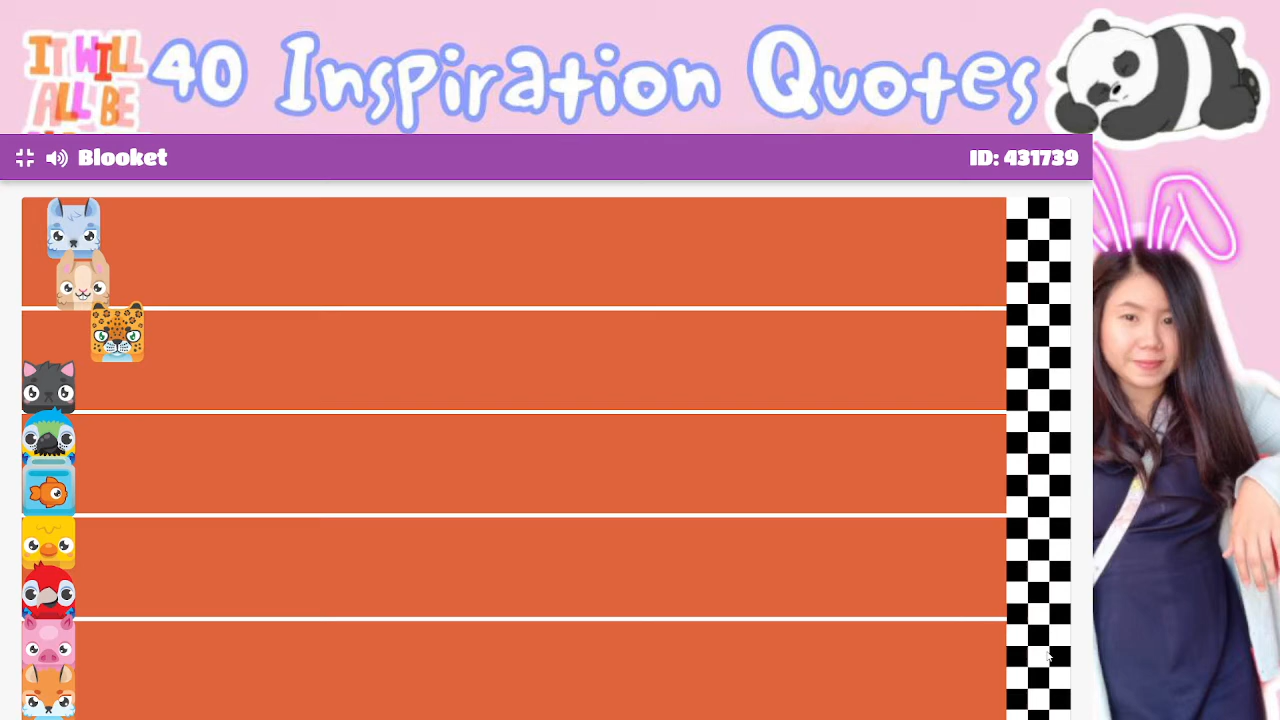 IT WILL
ALL BE
40 Inspiration Quotes
Blooket
ID: 431739